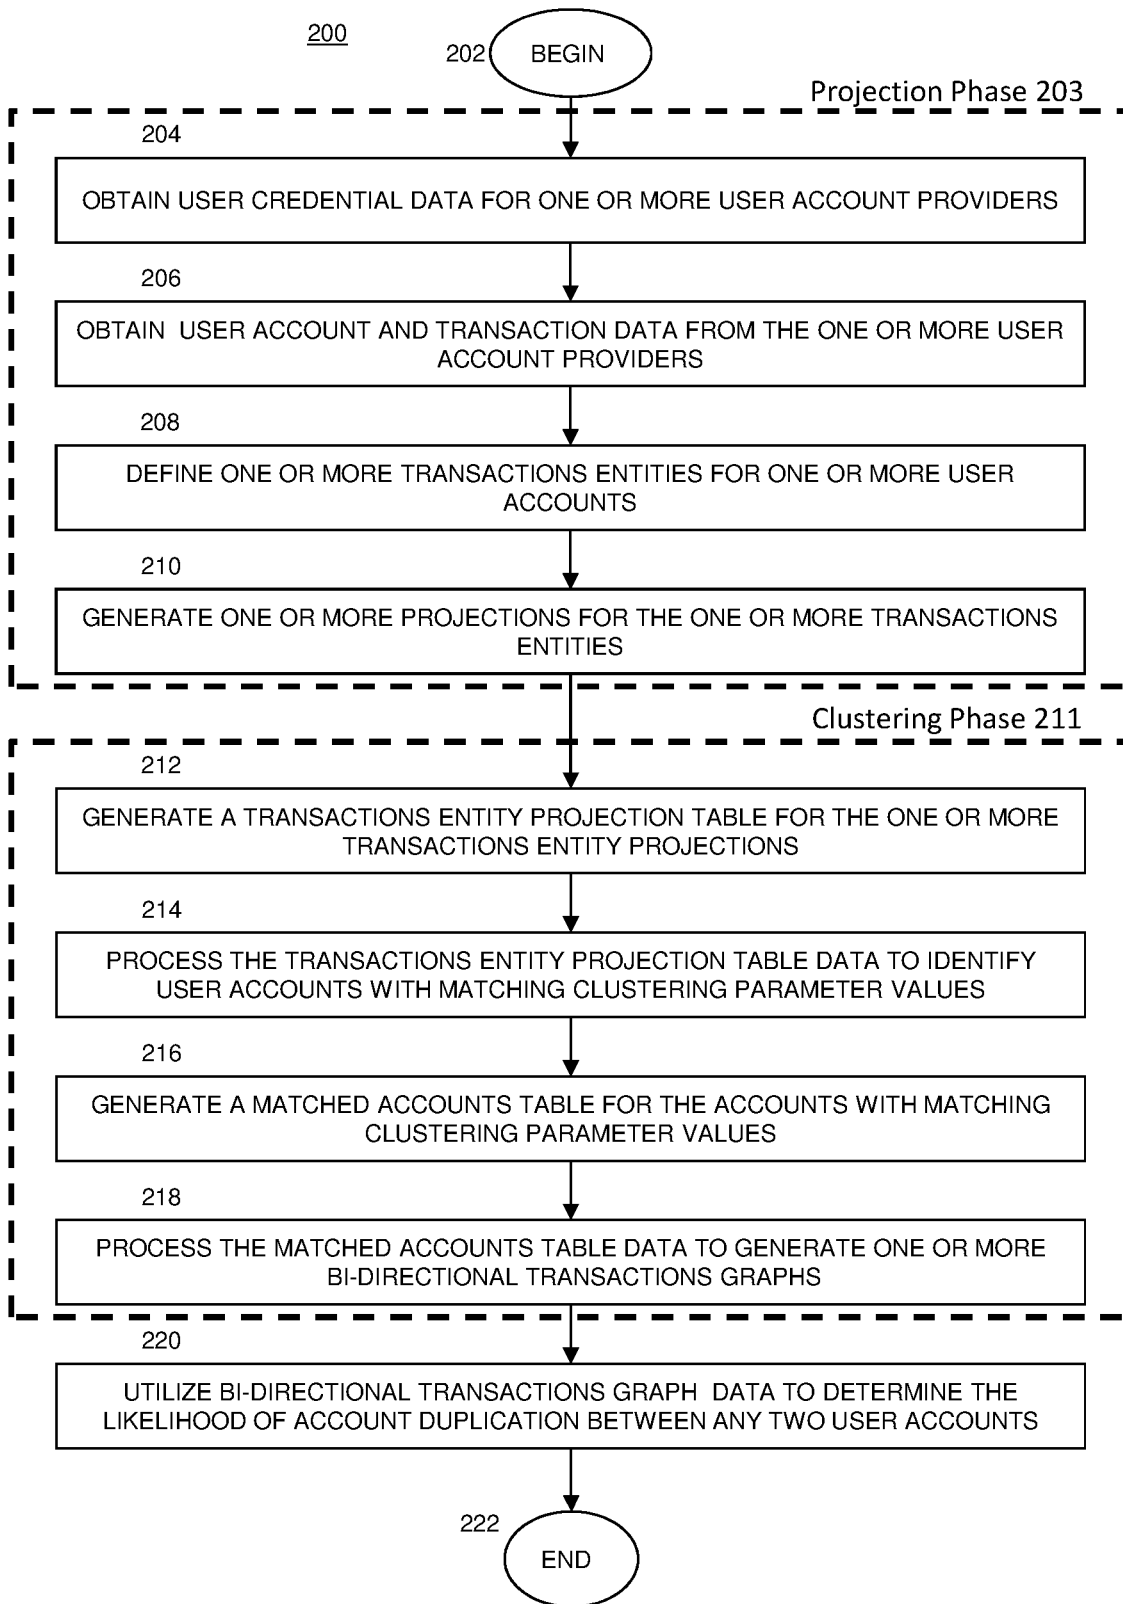 200
202
BEGIN
Projection Phase 203
204
OBTAIN USER CREDENTIAL DATA FOR ONE OR MORE USER ACCOUNT PROVIDERS
206
OBTAIN USER ACCOUNT AND TRANSACTION DATA FROM THE ONE OR MORE USER
ACCOUNT PROVIDERS
208
DEFINE ONE OR MORE TRANSACTIONS ENTITIES FOR ONE OR MORE USER
ACCOUNTS
210
GENERATE ONE OR MORE PROJECTIONS FOR THE ONE OR MORE TRANSACTIONS
ENTITIES
Clustering Phase 211
212
GENERATE A TRANSACTIONS ENTITY PROJECTION TABLE FOR THE ONE OR MORE
TRANSACTIONS ENTITY PROJECTIONS
214
PROCESS THE TRANSACTIONS ENTITY PROJECTION TABLE DATA TO IDENTIFY
USER ACCOUNTS WITH MATCHING CLUSTERING PARAMETER VALUES
216
GENERATE A MATCHED ACCOUNTS TABLE FOR THE ACCOUNTS WITH MATCHING
CLUSTERING PARAMETER VALUES
218
PROCESS THE MATCHED ACCOUNTS TABLE DATA TO GENERATE ONE OR MORE
BI-DIRECTIONAL TRANSACTIONS GRAPHS
220
UTILIZE BI-DIRECTIONAL TRANSACTIONS GRAPH DATA TO DETERMINE THE
LIKELIHOOD OF ACCOUNT DUPLICATION BETWEEN ANY TWO USER ACCOUNTS
222
END